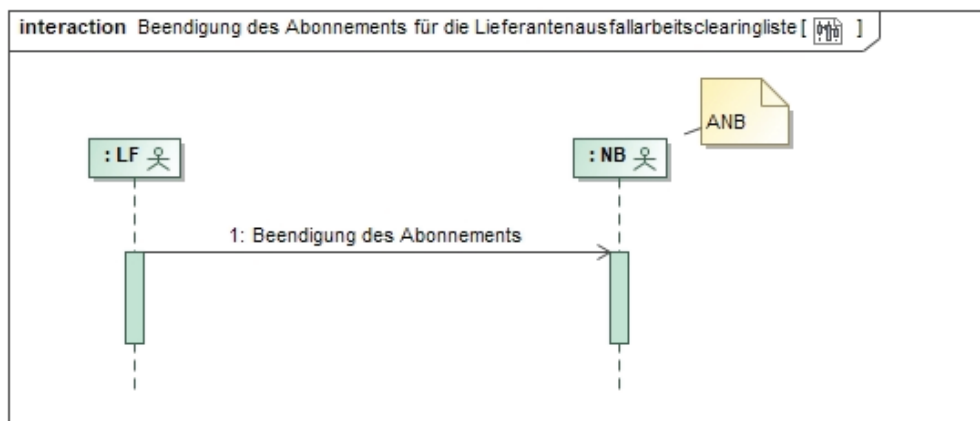 interaction Beendigung des Abonnements für die Lieferantenausfallarbeitsclearingliste [ ]
ANB
: LF
: NB
1: Beendigung des Abonnements